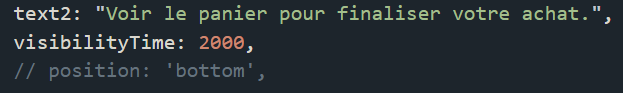 text2: "Voir le panier pour finaliser votre achat.",
visibilityTime: 2000,
// position: 'bottom',